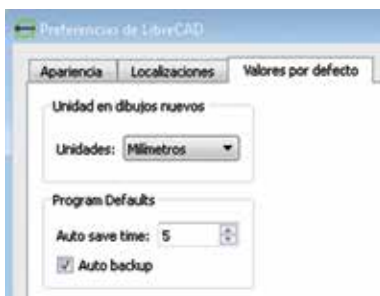 Preferencias de LibreCAD
Apariencia Localizaciones Valores por defecto
Unidad en dibujos nuevos
Unidades: Milímetros
Program Defaults
Auto save time: 5
Auto backup